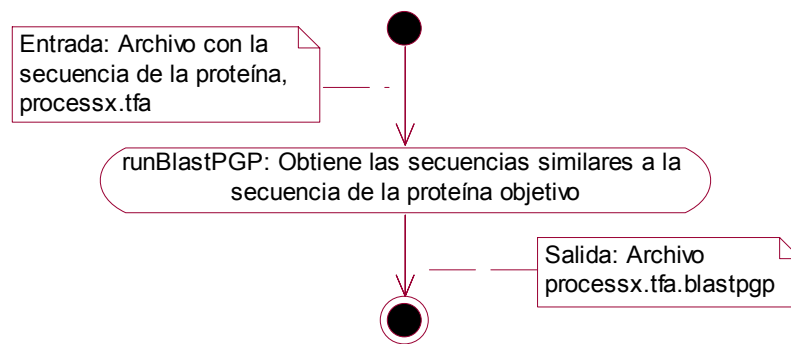 Entrada: Archivo con la
secuencia de la proteína,
processx.tfa
runBlastPGP: Obtiene las secuencias similares a la
secuencia de la proteína objetivo
Salida: Archivo
processx.tfa.blastpgp